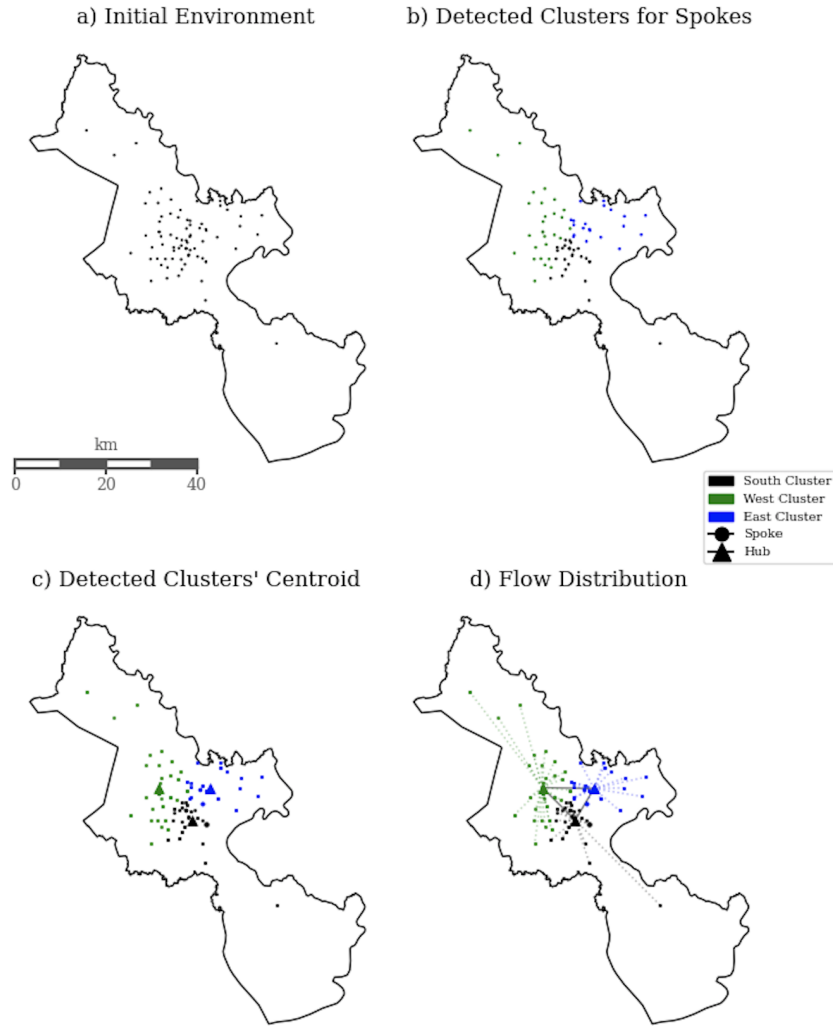 a) Initial Environment
b) Detected Clusters for Spokes
km
0 20 40
South Cluster
West Cluster
East Cluster
Spoke
Hub
c) Detected Clusters' Centroid
d) Flow Distribution